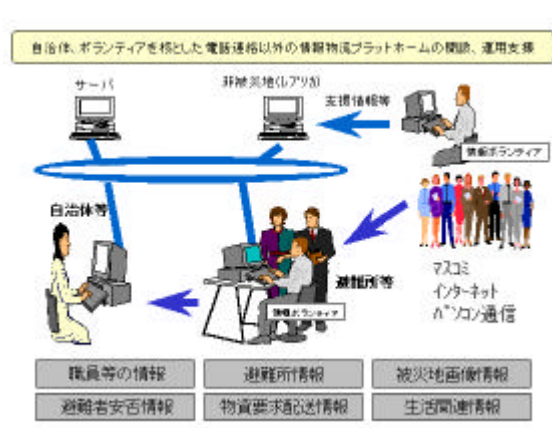 自治体、ボランティアを核とした電話連絡以外の情報物流プラットホームの開設、運用支援
サーバ
非被災地(レプリカ)
支援情報等
情報ボランティア
自治体等
避難所等
情報ボランティア
マスコミ
インターネット
パソコン通信
職員等の情報
避難所情報
被災地画像情報
避難者安否情報
物資要求配送情報
生活関連情報